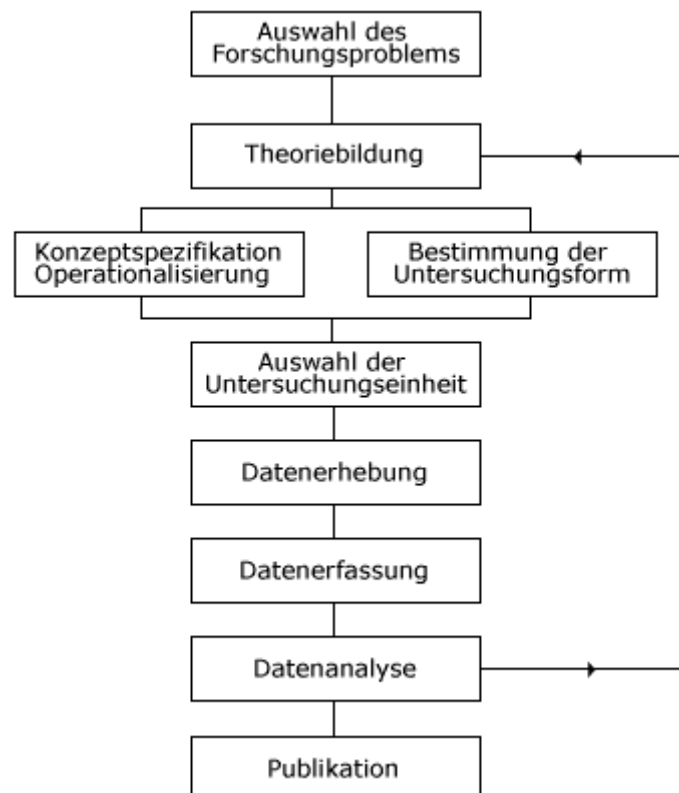 Auswahl des
Forschungsproblems
Theoriebildung
Konzeptspezifikation
Operationalisierung
Bestimmung der
Untersuchungsform
Auswahl der
Untersuchungseinheit
Datenerhebung
Datenerfassung
Datenanalyse
Publikation